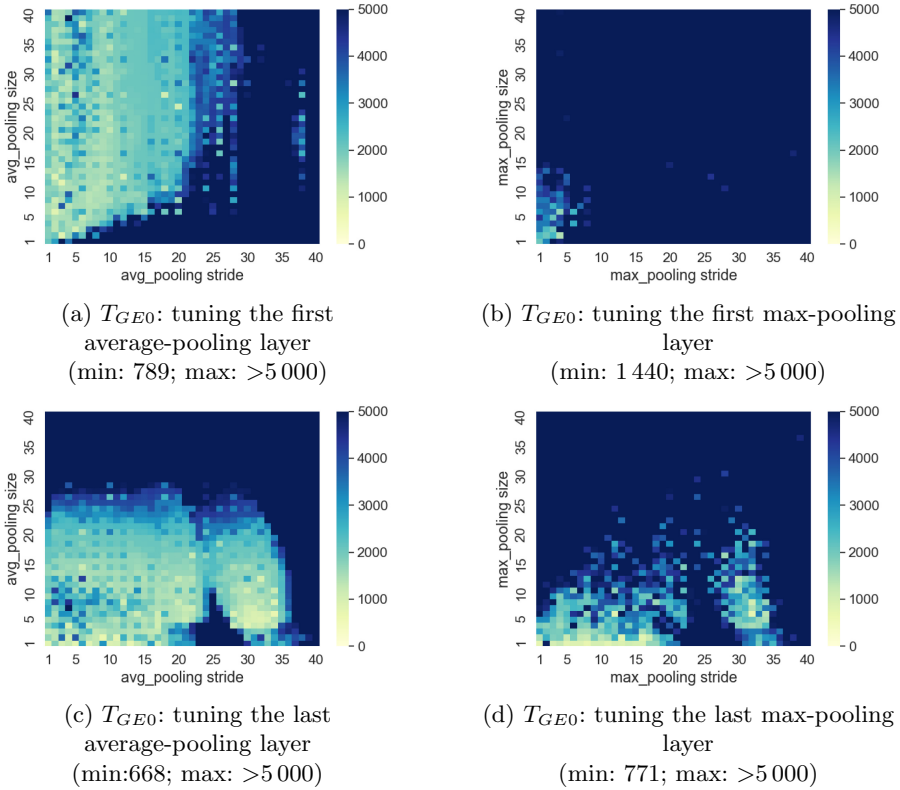 40
35
30
25
20
15
10
5
1
avg_pooling size
1 5 10 15 20 25 30 35 40
avg_pooling stride
5000
4000
3000
2000
1000
0
(a) T_GE0: tuning the first
average-pooling layer
(min: 789; max: >5 000)
40
35
30
25
20
15
10
5
1
max_pooling size
1 5 10 15 20 25 30 35 40
max_pooling stride
5000
4000
3000
2000
1000
0
(b) T_GE0: tuning the first max-pooling
layer
(min: 1 440; max: >5 000)
40
35
30
25
20
15
10
5
1
avg_pooling size
1 5 10 15 20 25 30 35 40
avg_pooling stride
5000
4000
3000
2000
1000
0
(c) T_GE0: tuning the last
average-pooling layer
(min:668; max: >5 000)
40
35
30
25
20
15
10
5
1
max_pooling size
1 5 10 15 20 25 30 35 40
max_pooling stride
5000
4000
3000
2000
1000
0
(d) T_GE0: tuning the last max-pooling
layer
(min: 771; max: >5 000)